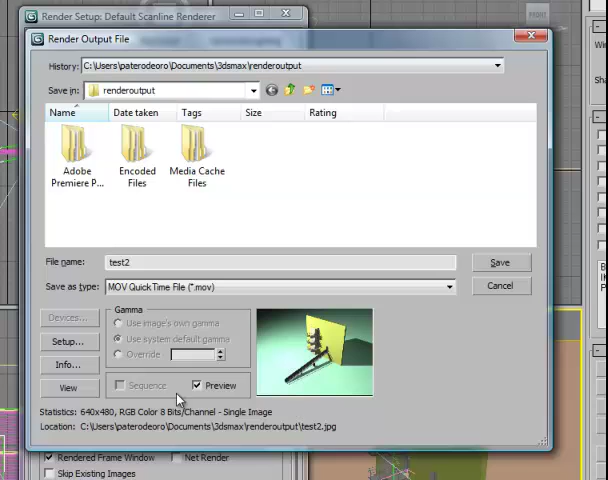 Render Setup: Default Scanline Renderer
FRONT
Render Output File
History: C:\Users\paterodeoro\Documents\3dsmax\renderoutput
Save in: renderoutput
Name Date taken Tags Size Rating
Adobe Premiere P...
Encoded Files
Media Cache Files
File name: test2 Save
Save as type: MOV QuickTime File (*.mov) Cancel
Devices...
Setup...
Info...
View
Gamma
Use image's own gamma
Use system default gamma
Override
Sequence Preview
Statistics: 640x480, RGB Color 8 Bits/Channel - Single Image
Location: C:\Users\paterodeoro\Documents\3dsmax\renderoutput\test2.jpg
Rendered Frame Window Net Render
Skip Existing Images